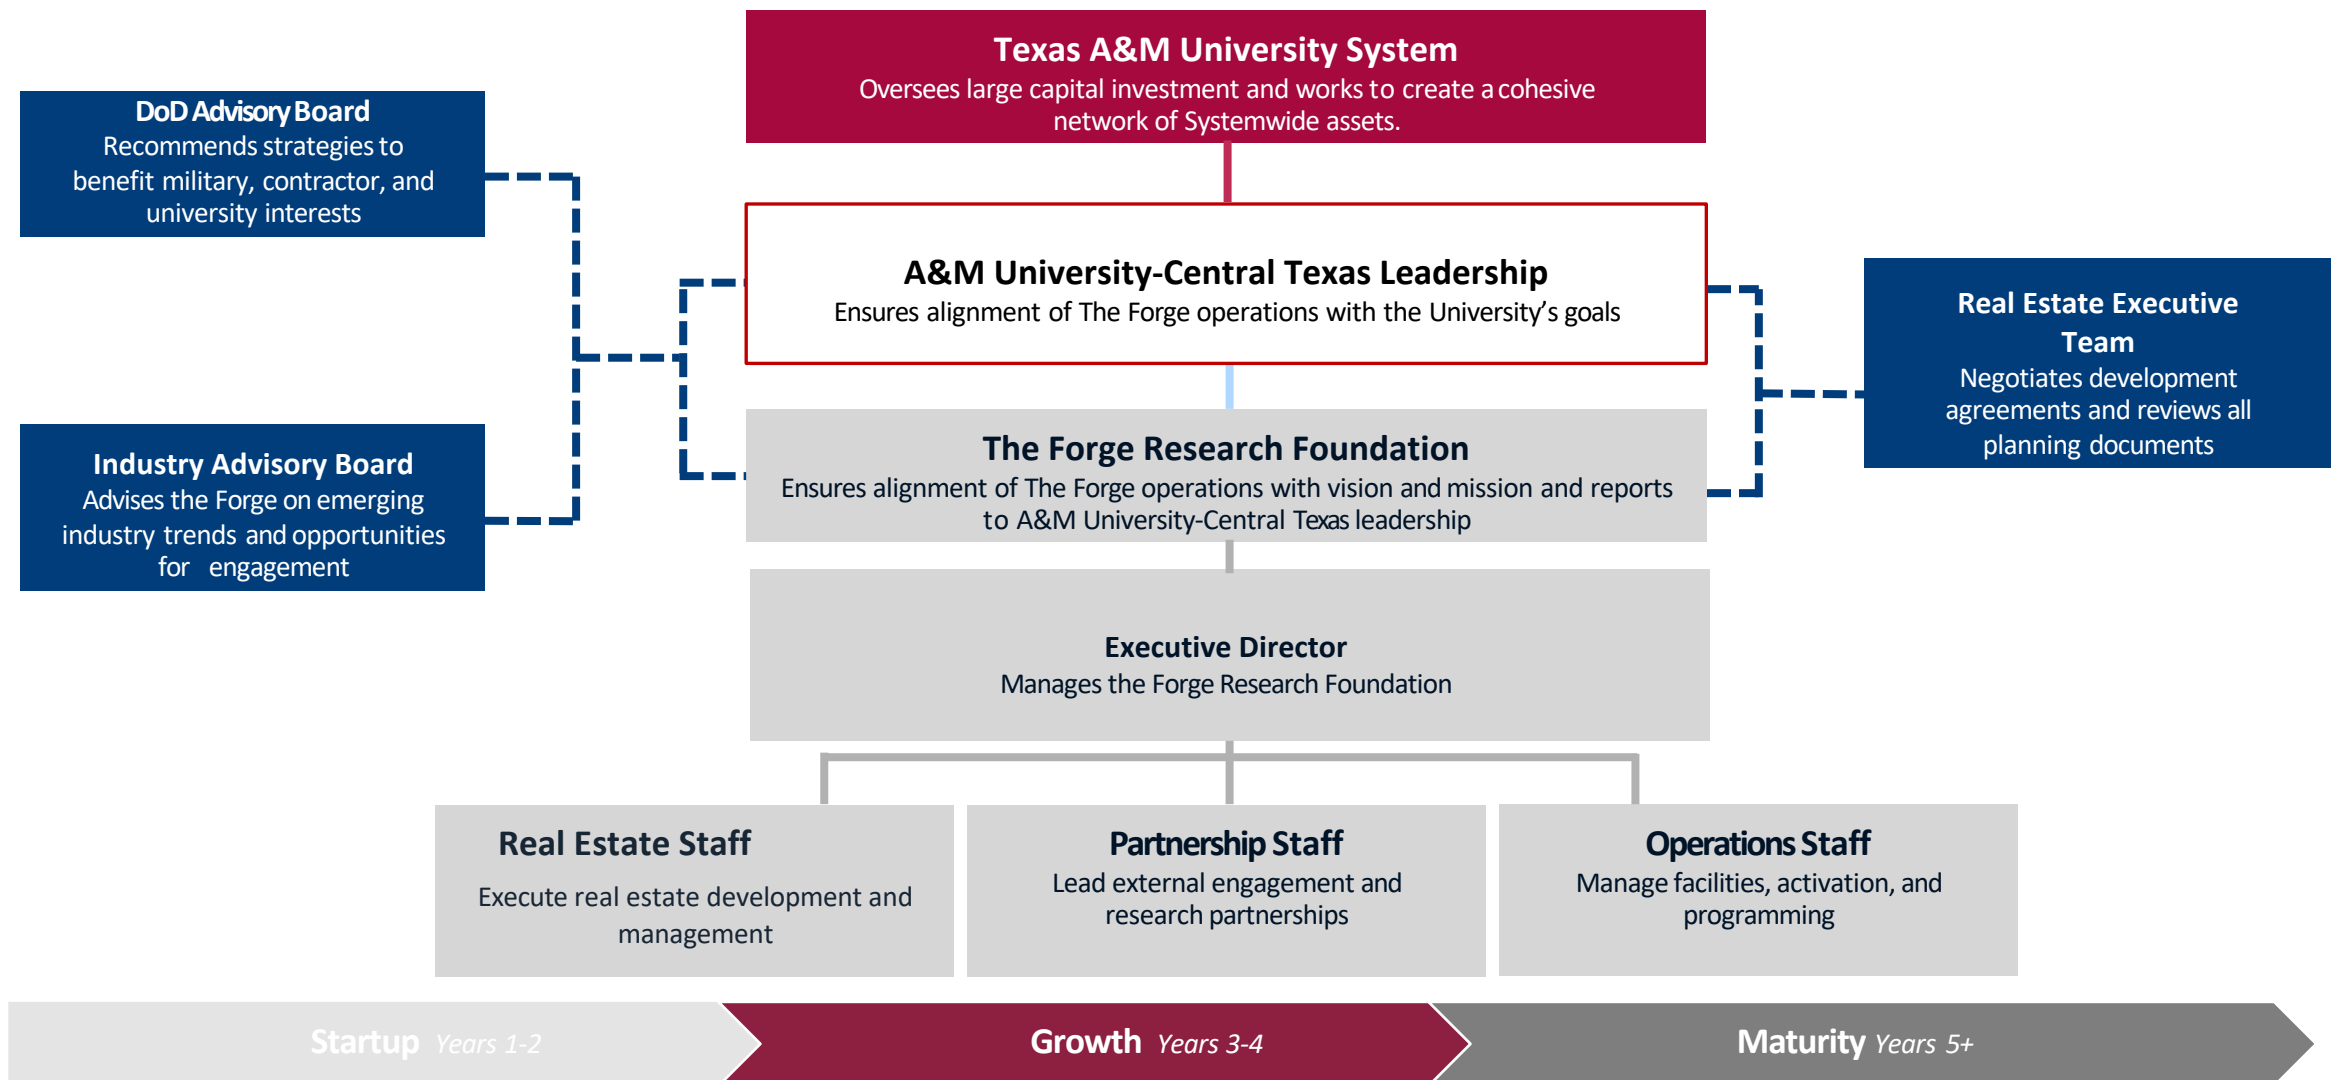 Texas A&M University System
Oversees large capital investment and works to create a cohesive
network of Systemwide assets.
DoD Advisory Board
Recommends strategies to
benefit military, contractor, and
university interests
A&M University-Central Texas Leadership
Ensures alignment of The Forge operations with the University’s goals
Real Estate Executive
Team
Negotiates development
agreements and reviews all
planning documents
Industry Advisory Board
Advises the Forge on emerging
industry trends and opportunities
for engagement
The Forge Research Foundation
Ensures alignment of The Forge operations with vision and mission and reports
to A&M University-Central Texas leadership
Executive Director
Manages the Forge Research Foundation
Real Estate Staff
Execute real estate development and
management
Partnership Staff
Lead external engagement and
research partnerships
Operations Staff
Manage facilities, activation, and
programming
Startup Years 1-2
Growth Years 3-4
Maturity Years 5+